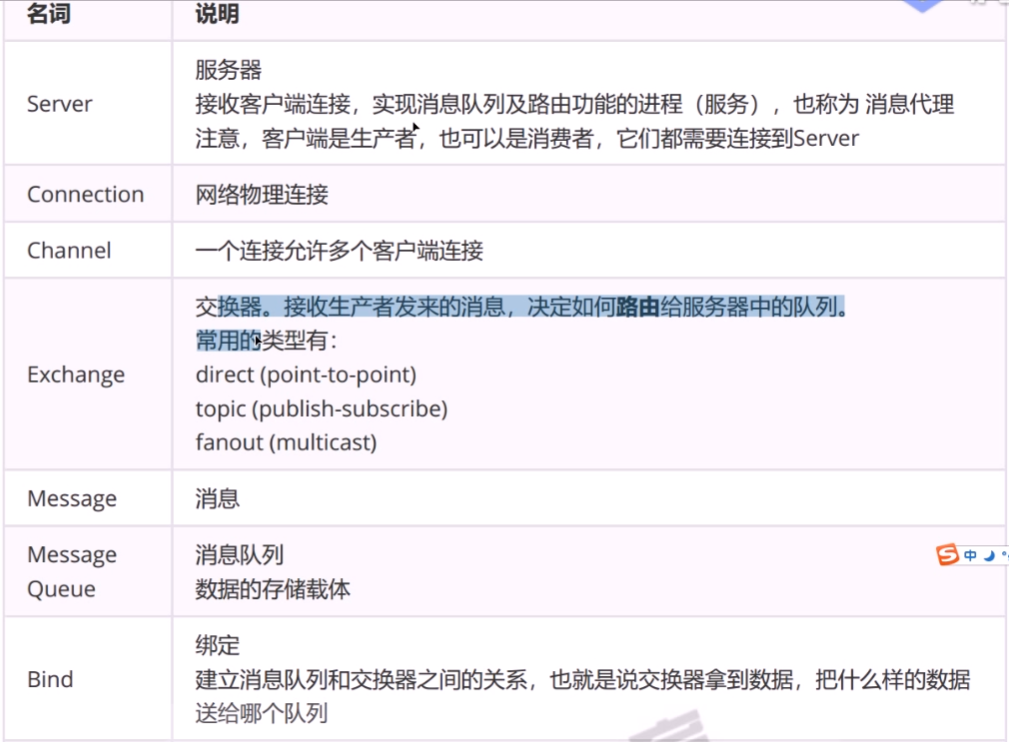 名词 说明
Server
服务器
接收客户端连接，实现消息队列及路由功能的进程（服务），也称为 消息代理
注意，客户端是生产者，也可以是消费者，它们都需要连接到Server
Connection 网络物理连接
Channel 一个连接允许多个客户端连接
Exchange
交换器。接收生产者发来的消息，决定如何路由给服务器中的队列。
常用的类型有：
direct (point-to-point)
topic (publish-subscribe)
fanout (multicast)
Message 消息
Message
Queue
消息队列
数据的存储载体
Bind
绑定
建立消息队列和交换器之间的关系，也就是说交换器拿到数据，把什么样的数据
送给哪个队列
中